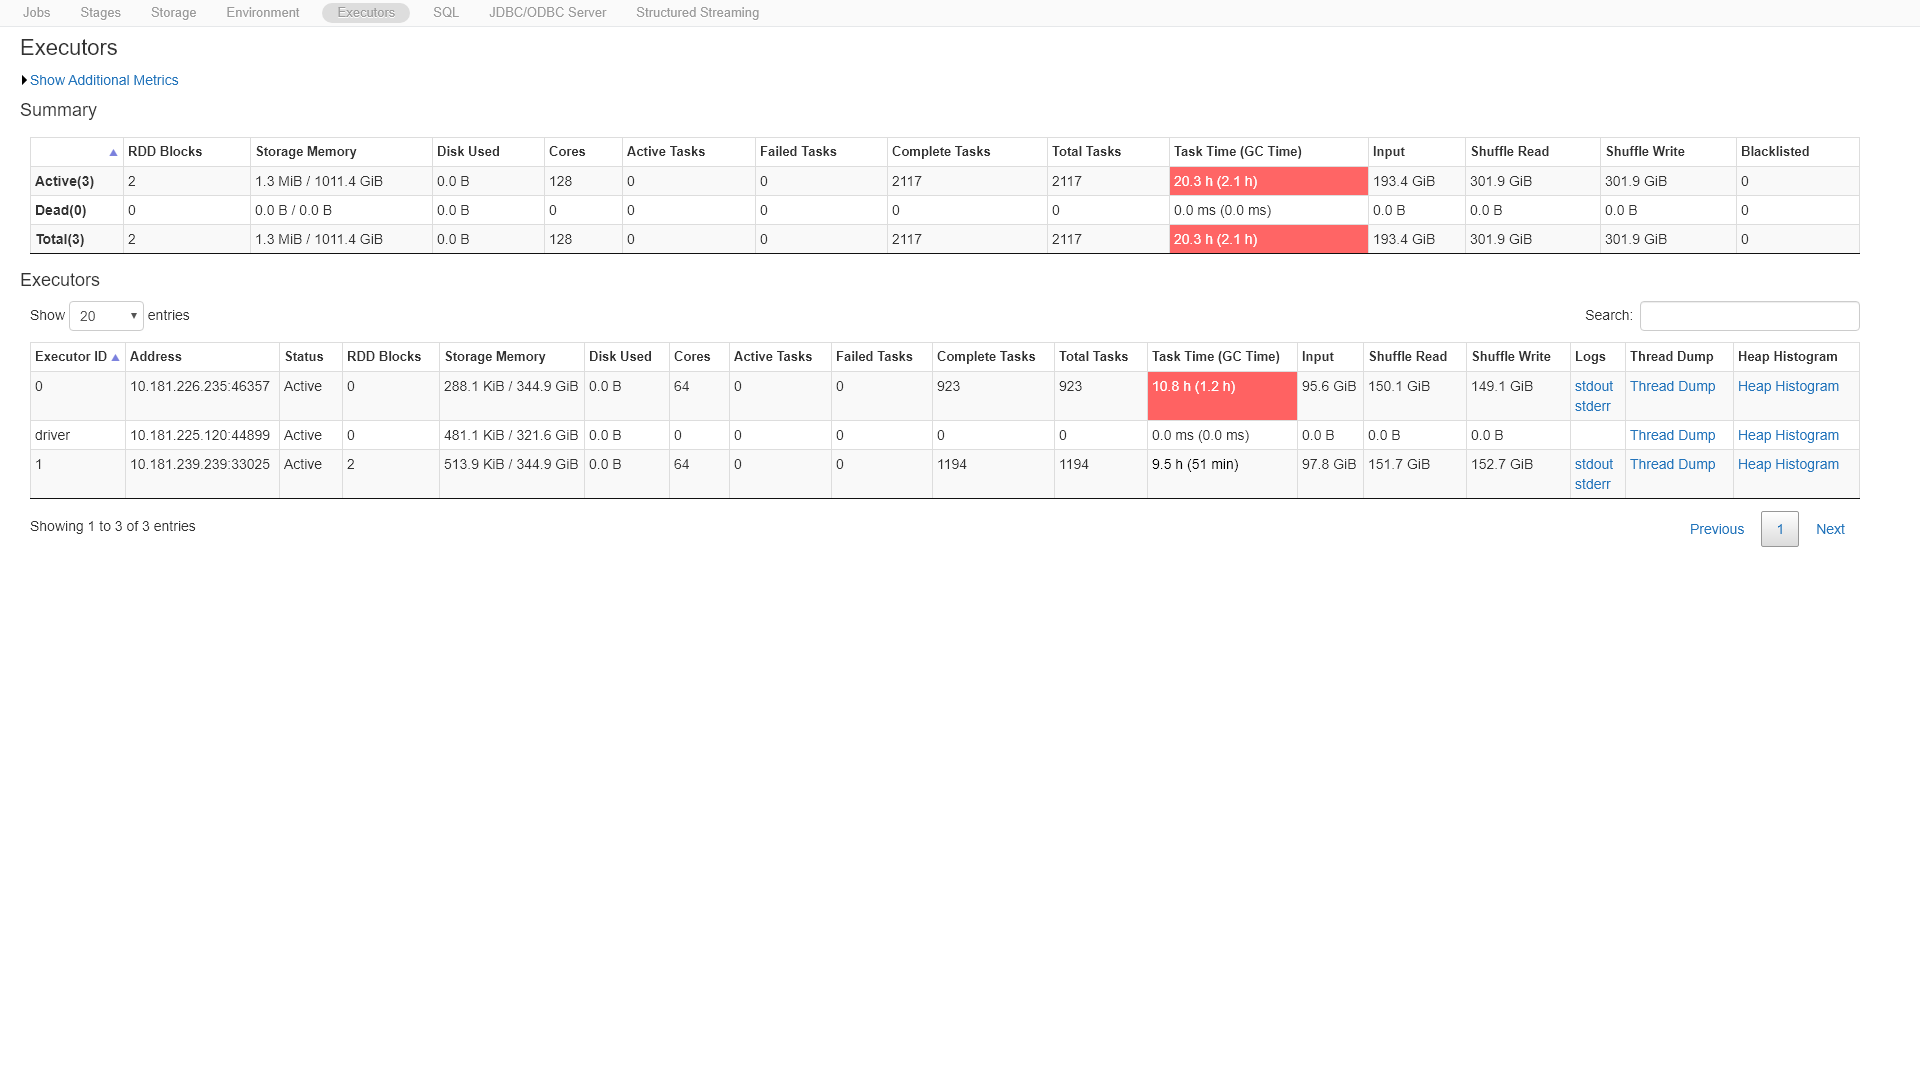 Jobs Stages Storage Environment Executors SQL JDBC/ODBC Server Structured Streaming
Executors
Show Additional Metrics
Summary
RDD Blocks Storage Memory Disk Used Cores Active Tasks Failed Tasks Complete Tasks Total Tasks Task Time (GC Time) Input Shuffle Read Shuffle Write Blacklisted
Active(3) 2 1.3 MiB / 1011.4 GiB 0.0 B 128 0 0 2117 2117 20.3 h (2.1 h) 193.4 GiB 301.9 GiB 301.9 GiB 0
Dead(0) 0 0.0 B / 0.0 B 0.0 B 0 0 0 0 0 0.0 ms (0.0 ms) 0.0 B 0.0 B 0.0 B 0
Total(3) 2 1.3 MiB / 1011.4 GiB 0.0 B 128 0 0 2117 2117 20.3 h (2.1 h) 193.4 GiB 301.9 GiB 301.9 GiB 0
Executors
Show 20 entries Search:
Executor ID Address Status RDD Blocks Storage Memory Disk Used Cores Active Tasks Failed Tasks Complete Tasks Total Tasks Task Time (GC Time) Input Shuffle Read Shuffle Write Logs Thread Dump Heap Histogram
0 10.181.226.235:46357 Active 0 288.1 KiB / 344.9 GiB 0.0 B 64 0 0 923 923 10.8 h (1.2 h) 95.6 GiB 150.1 GiB 149.1 GiB stdout Thread Dump Heap Histogram
stderr
driver 10.181.225.120:44899 Active 0 481.1 KiB / 321.6 GiB 0.0 B 0 0 0 0 0 0.0 ms (0.0 ms) 0.0 B 0.0 B 0.0 B Thread Dump Heap Histogram
1 10.181.239.239:33025 Active 2 513.9 KiB / 344.9 GiB 0.0 B 64 0 0 1194 1194 9.5 h (51 min) 97.8 GiB 151.7 GiB 152.7 GiB stdout Thread Dump Heap Histogram
stderr
Showing 1 to 3 of 3 entries Previous 1 Next